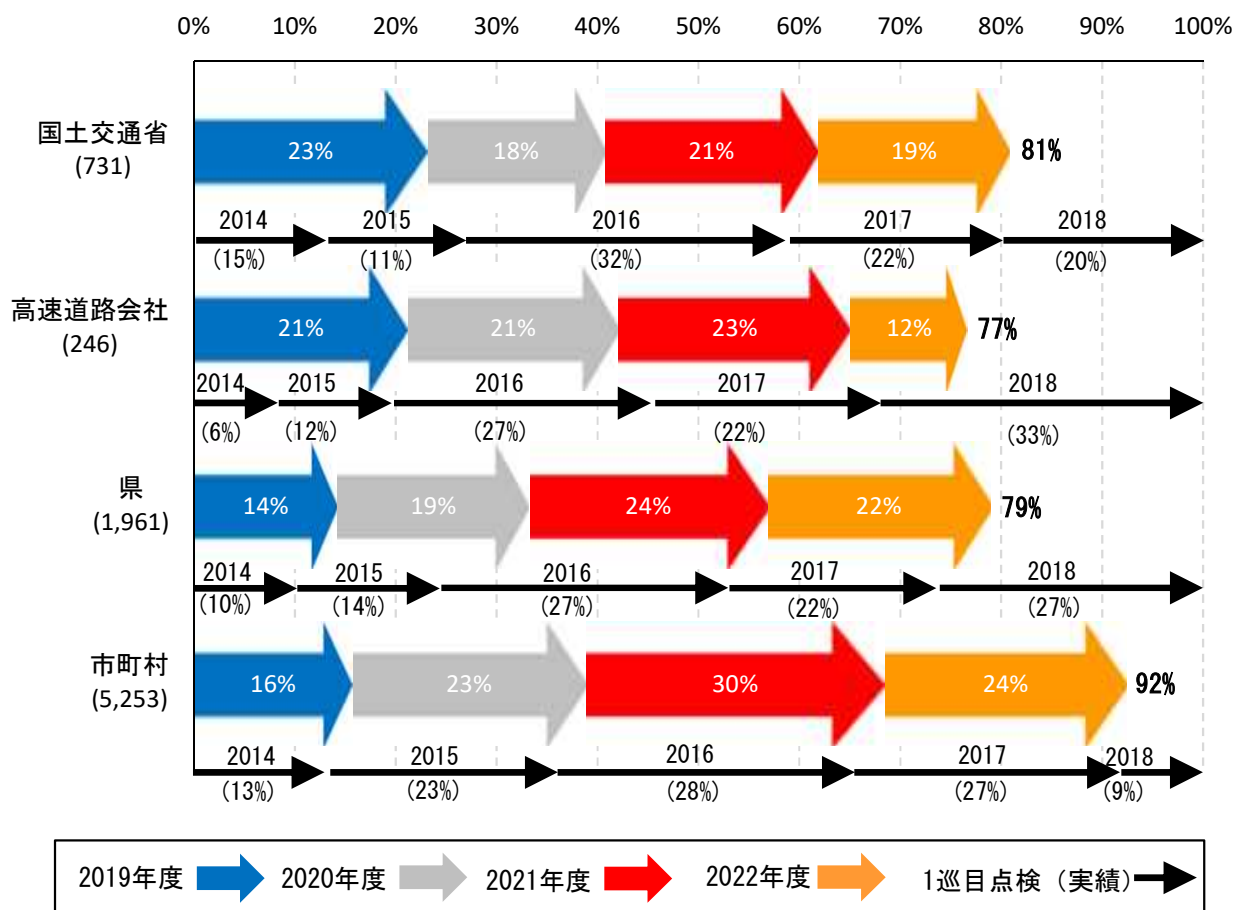 0% 10% 20% 30% 40% 50% 60% 70% 80% 90% 100%
国土交通省
(731)
23% 18% 21% 19% 81%
2014 2015 2016 2017 2018
(15%) (11%) (32%) (22%) (20%)
高速道路会社
(246)
21% 21% 23% 12% 77%
2014 2015 2016 2017 2018
(6%) (12%) (27%) (22%) (33%)
県
(1,961)
14% 19% 24% 22% 79%
2014 2015 2016 2017 2018
(10%) (14%) (27%) (22%) (27%)
市町村
(5,253)
16% 23% 30% 24% 92%
2014 2015 2016 2017 2018
(13%) (23%) (28%) (27%) (9%)
2019年度 2020年度 2021年度 2022年度 1巡目点検（実績）